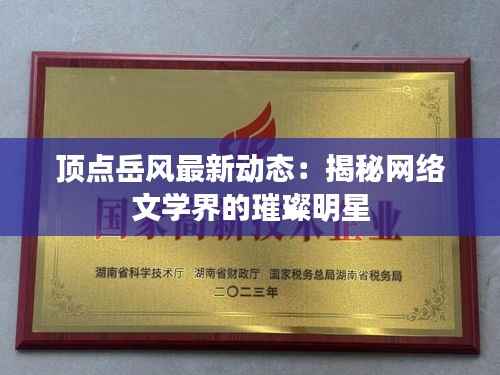 顶点岳风最新动态：揭秘网络
文学界的璀璨明星
国家高新技术企业
湖南省科学技术厅 湖南省财政厅 国家税务总局湖南省税务局
二〇二三年